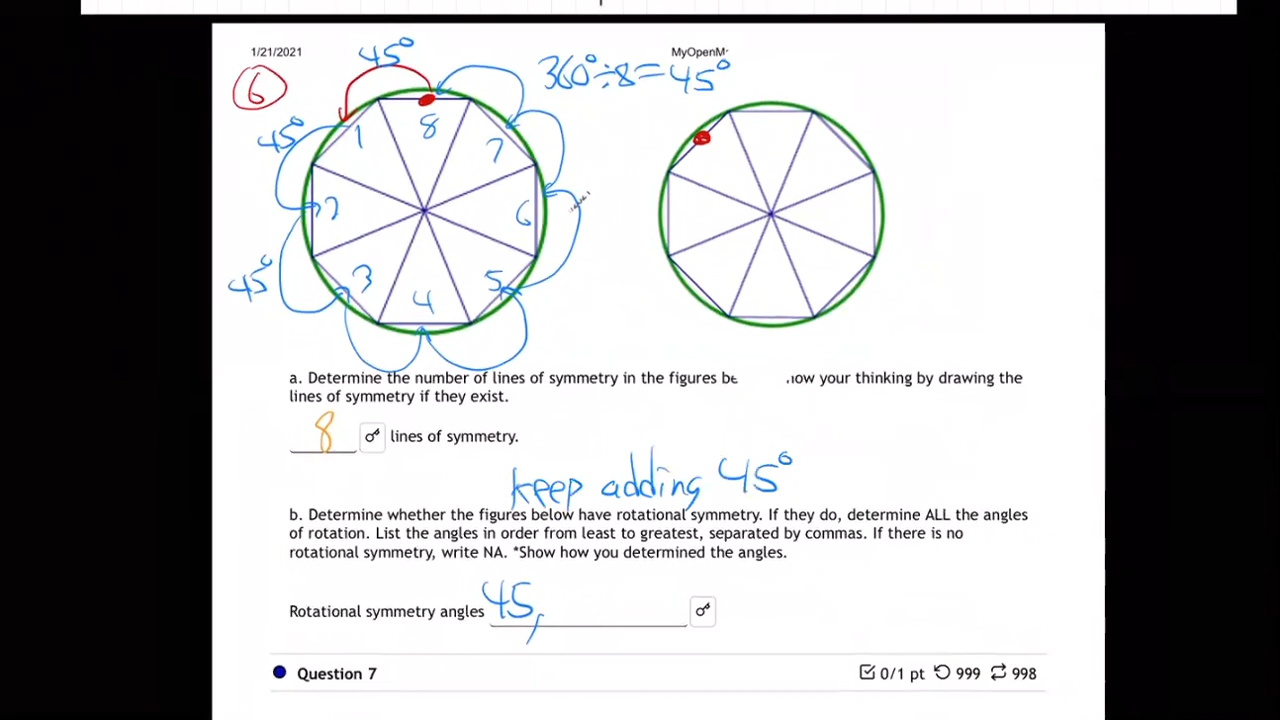 1/21/2021
MyOpenM
6
45°
360° ÷ 8 = 45°
45°
45°
1
8
7
2
6
3
4
5
a. Determine the number of lines of symmetry in the figures be ow your thinking by drawing the
lines of symmetry if they exist.
8 lines of symmetry.
keep adding 45°
b. Determine whether the figures below have rotational symmetry. If they do, determine ALL the angles
of rotation. List the angles in order from least to greatest, separated by commas. If there is no
rotational symmetry, write NA. *Show how you determined the angles.
Rotational symmetry angles 45,
Question 7
0/1 pt 999 998